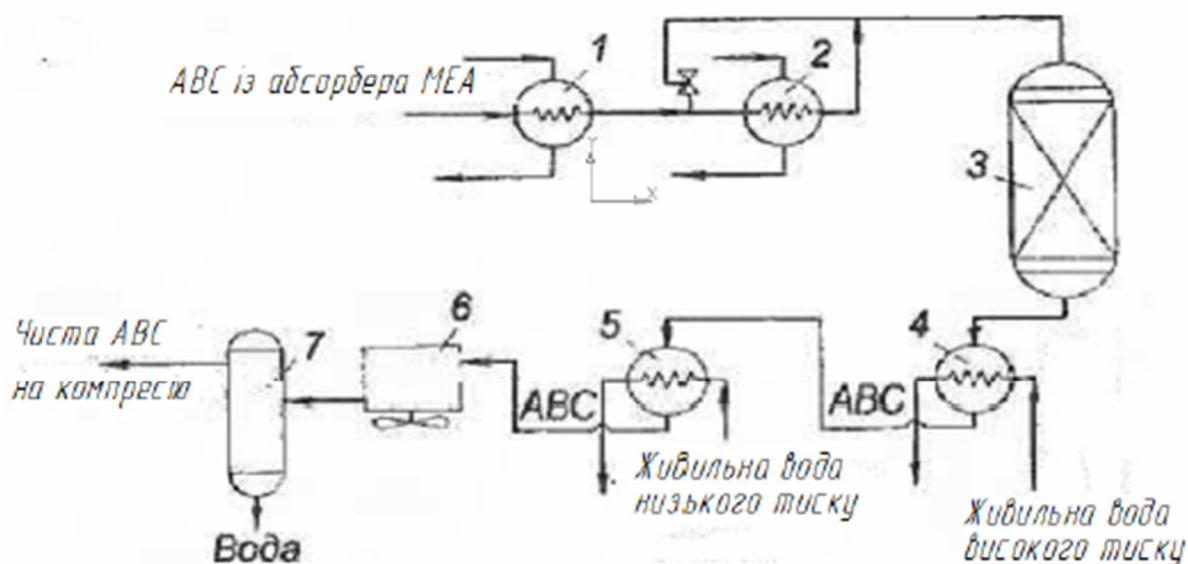 1
2
АВС із абсорбера МЕА
Y
X
3
Чиста АВС
на компресію
7
6
5
4
АВС
АВС
Живильна вода
низького тиску
Живильна вода
високого тиску
Вода